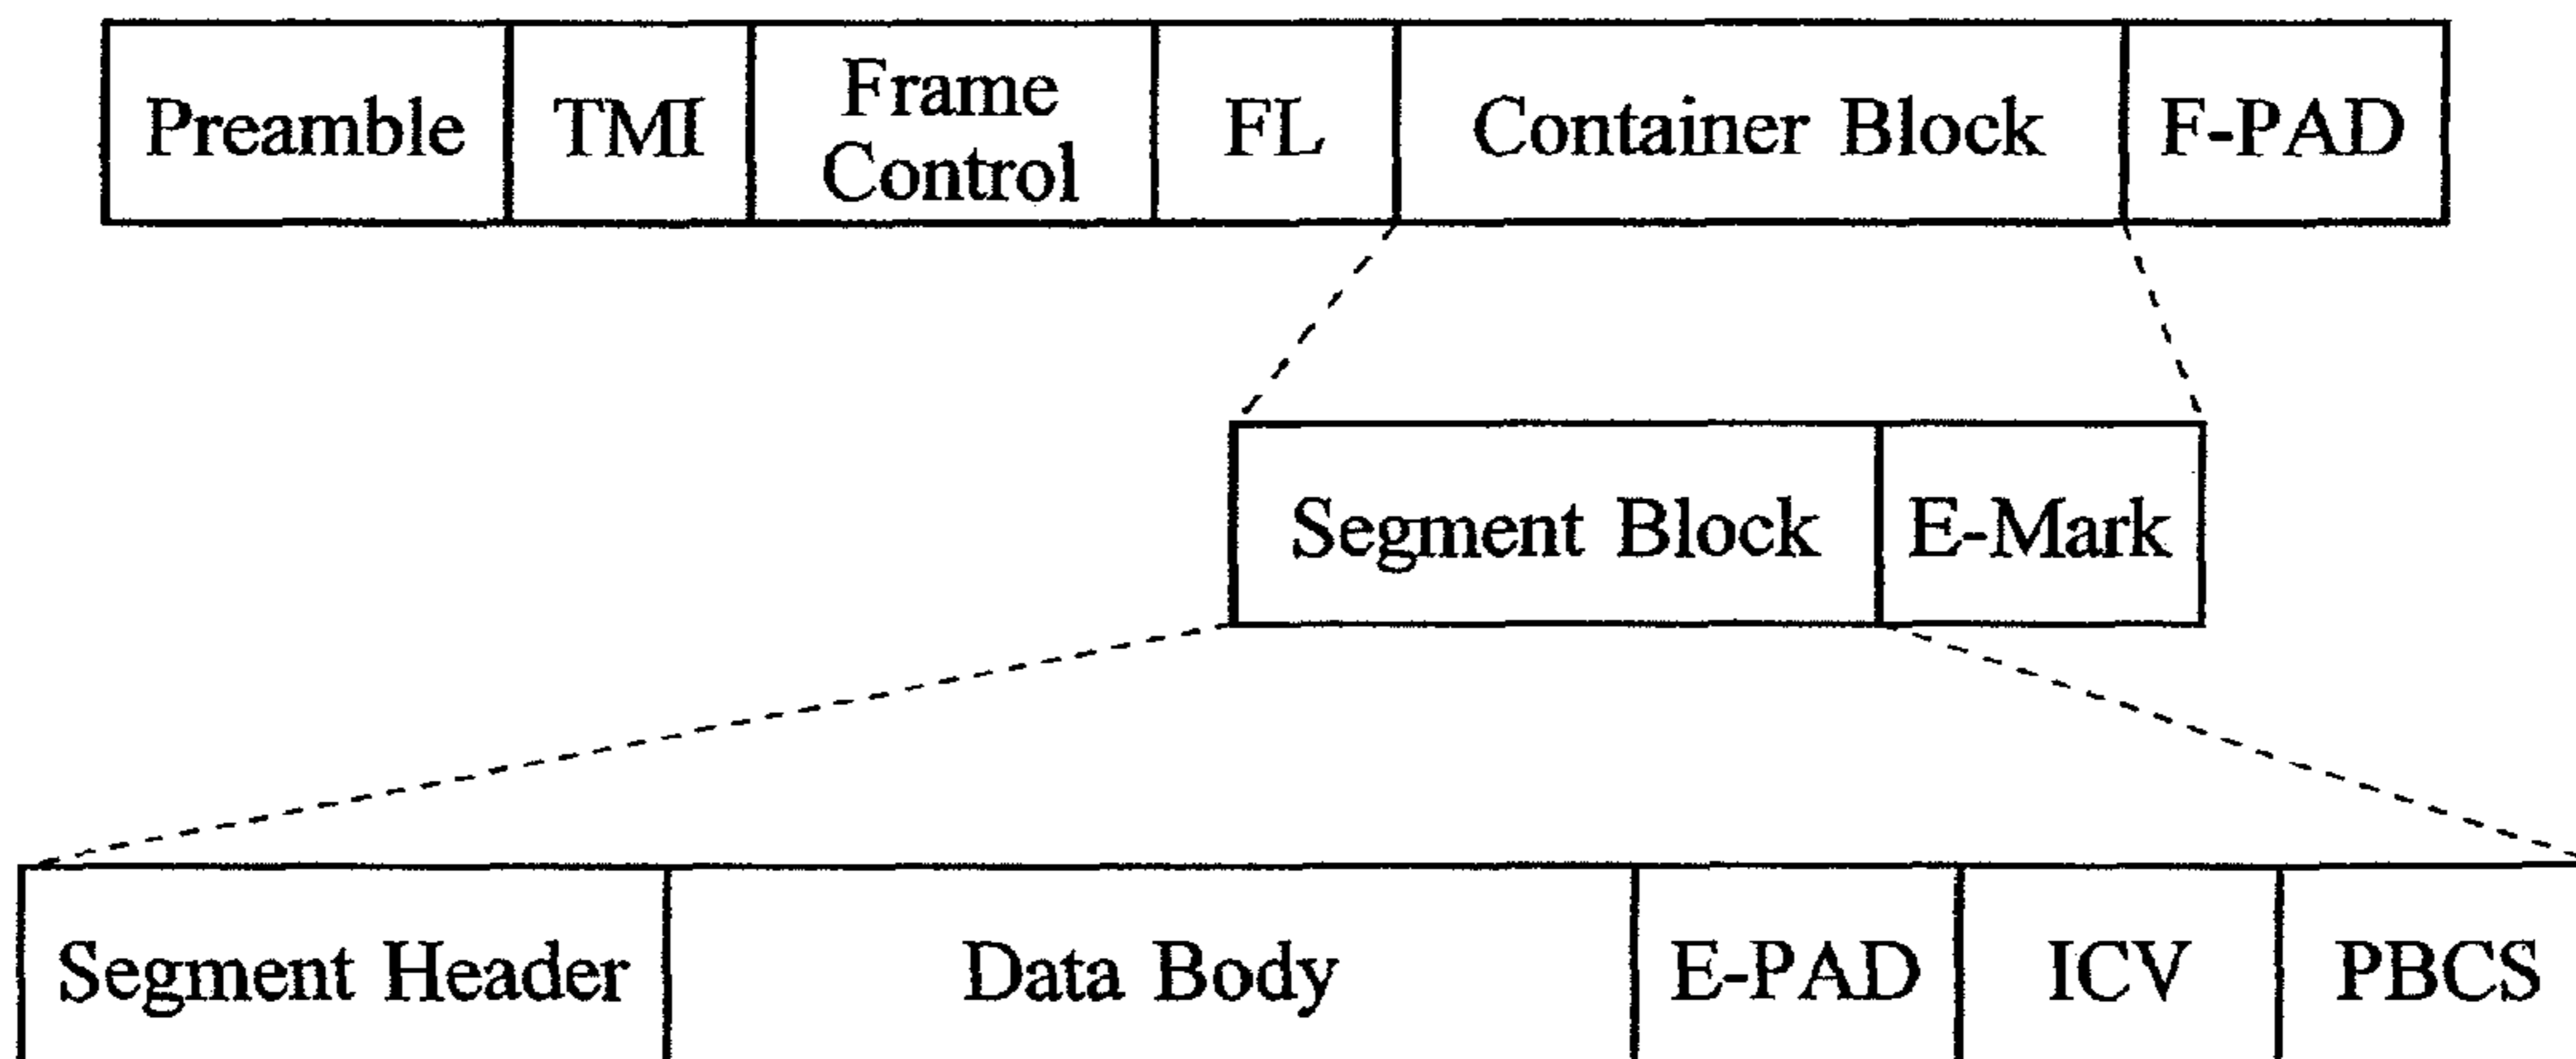 Preamble TMI Frame Control FL Container Block F-PAD
Segment Block E-Mark
Segment Header Data Body E-PAD ICV PBCS